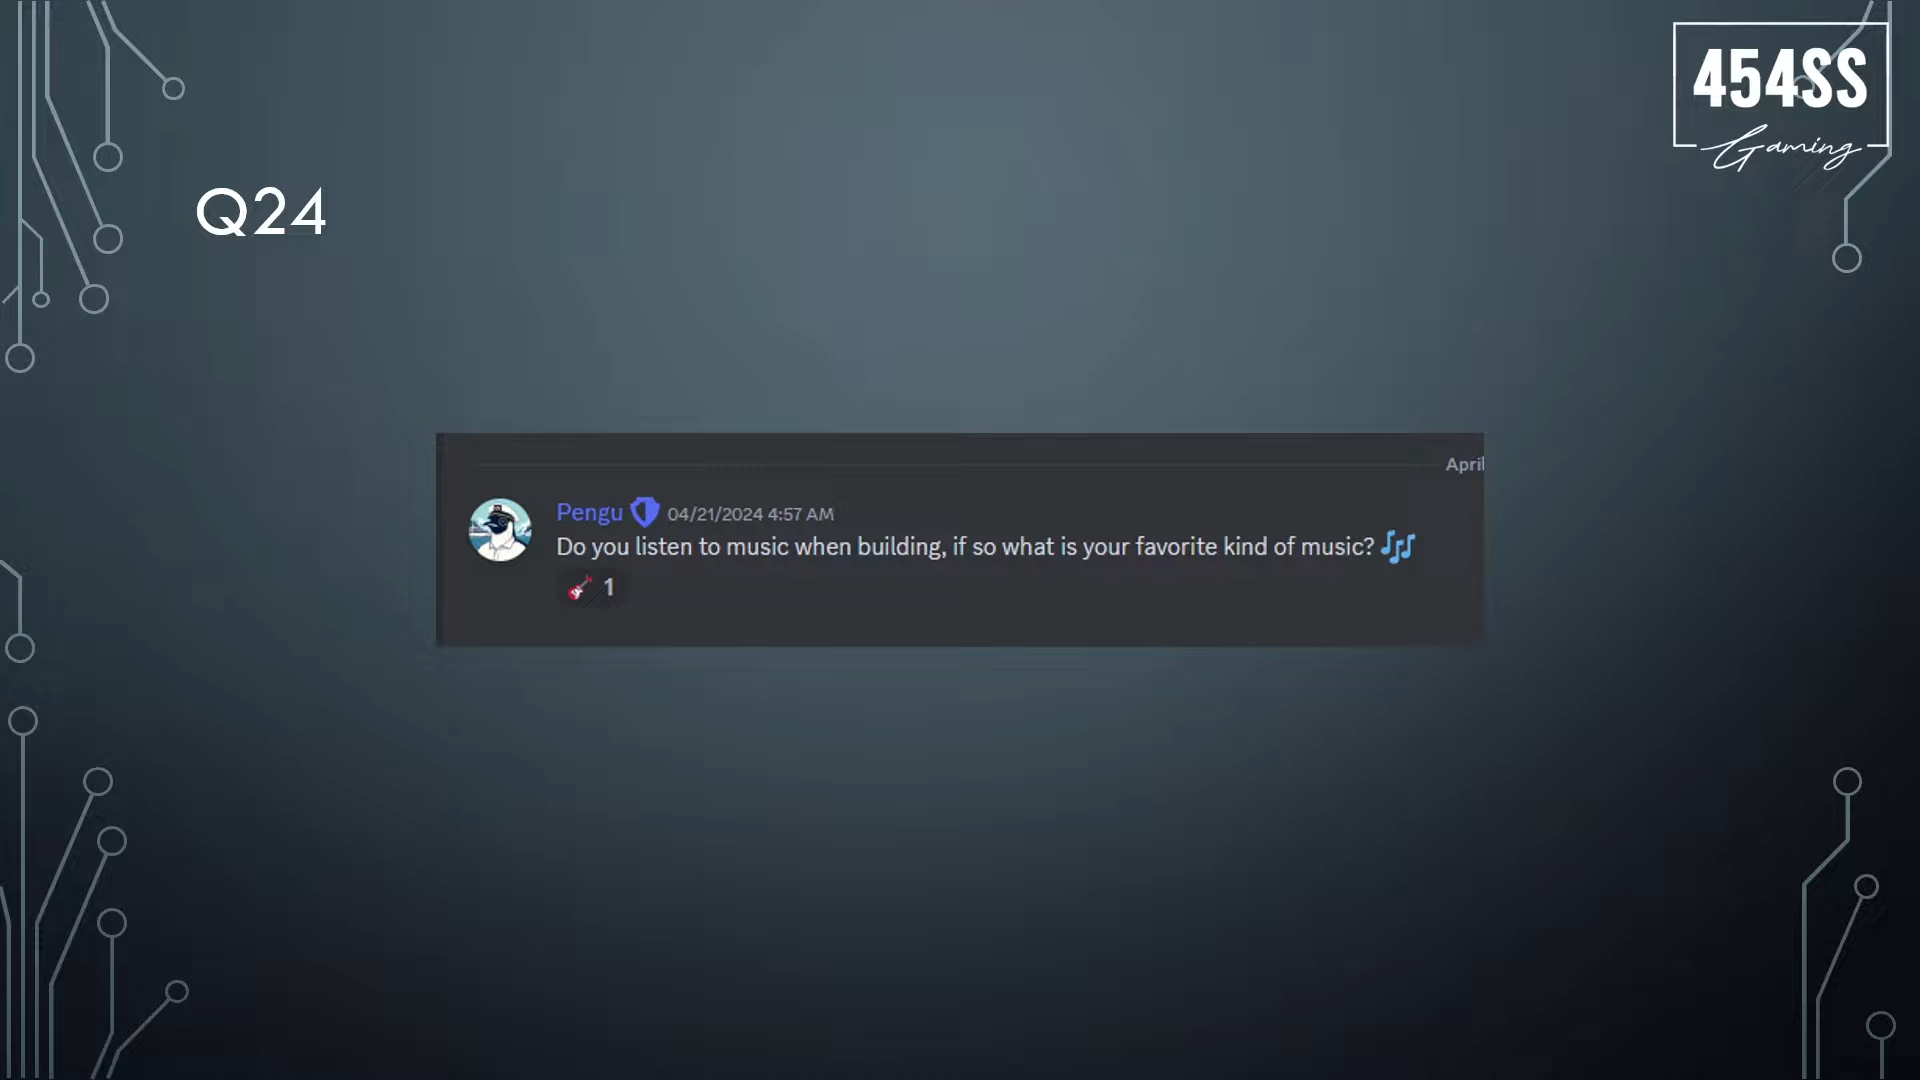 454SS
Gaming
Q24
April
Pengu 04/21/2024 4:57 AM
Do you listen to music when building, if so what is your favorite kind of music? 🎶
1